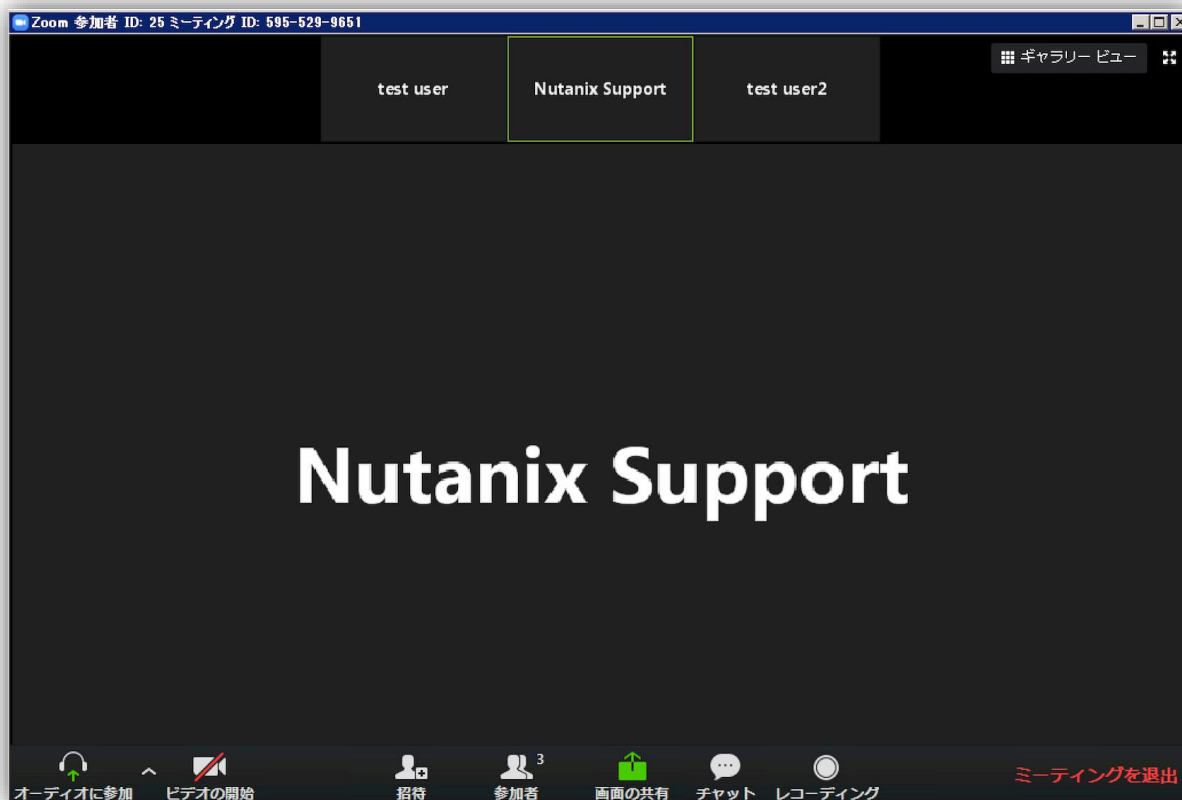 Zoom 参加者 ID: 25 ミーティング ID: 595-529-9651
ギャラリー ビュー
test user
Nutanix Support
test user2
Nutanix Support
3
オーディオに参加
ビデオの開始
招待
参加者
画面の共有
チャット
レコーディング
ミーティングを退出